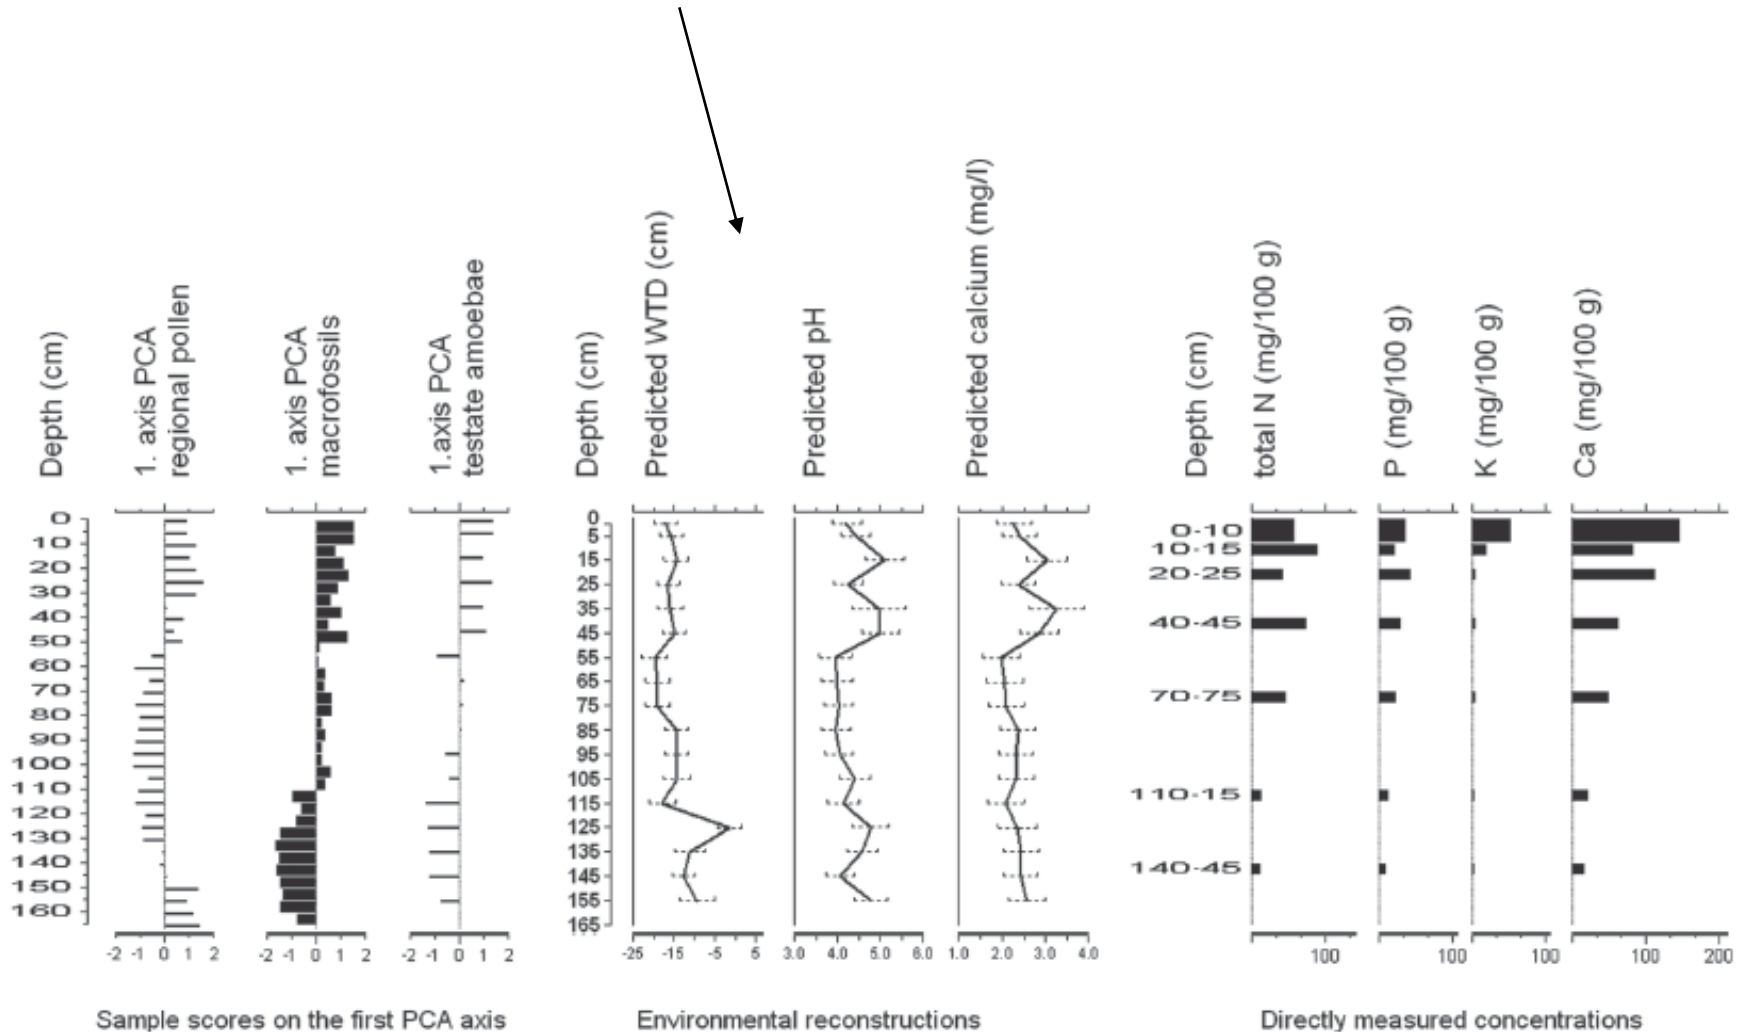 Depth (cm)
1. axis PCA
regional pollen
1. axis PCA
macrofossils
1.axis PCA
testate amoebae
Depth (cm)
Predicted WTD (cm)
Predicted pH
Predicted calcium (mg/l)
Depth (cm)
total N (mg/100 g)
P (mg/100 g)
K (mg/100 g)
Ca (mg/100 g)
0
10
20
30
40
50
60
70
80
90
100
110
120
130
140
150
160
0
5
15
25
35
45
55
65
75
85
95
105
115
125
135
145
155
165
0-10
10-15
20-25
40-45
70-75
110-15
140-45
-2 -1 0 1 2
-2 -1 0 1 2
-2 -1 0 1 2
-25 -15 -5 5
3.0 4.0 5.0 6.0
1.0 2.0 3.0 4.0
100
100
100
100 200
Sample scores on the first PCA axis
Environmental reconstructions
Directly measured concentrations